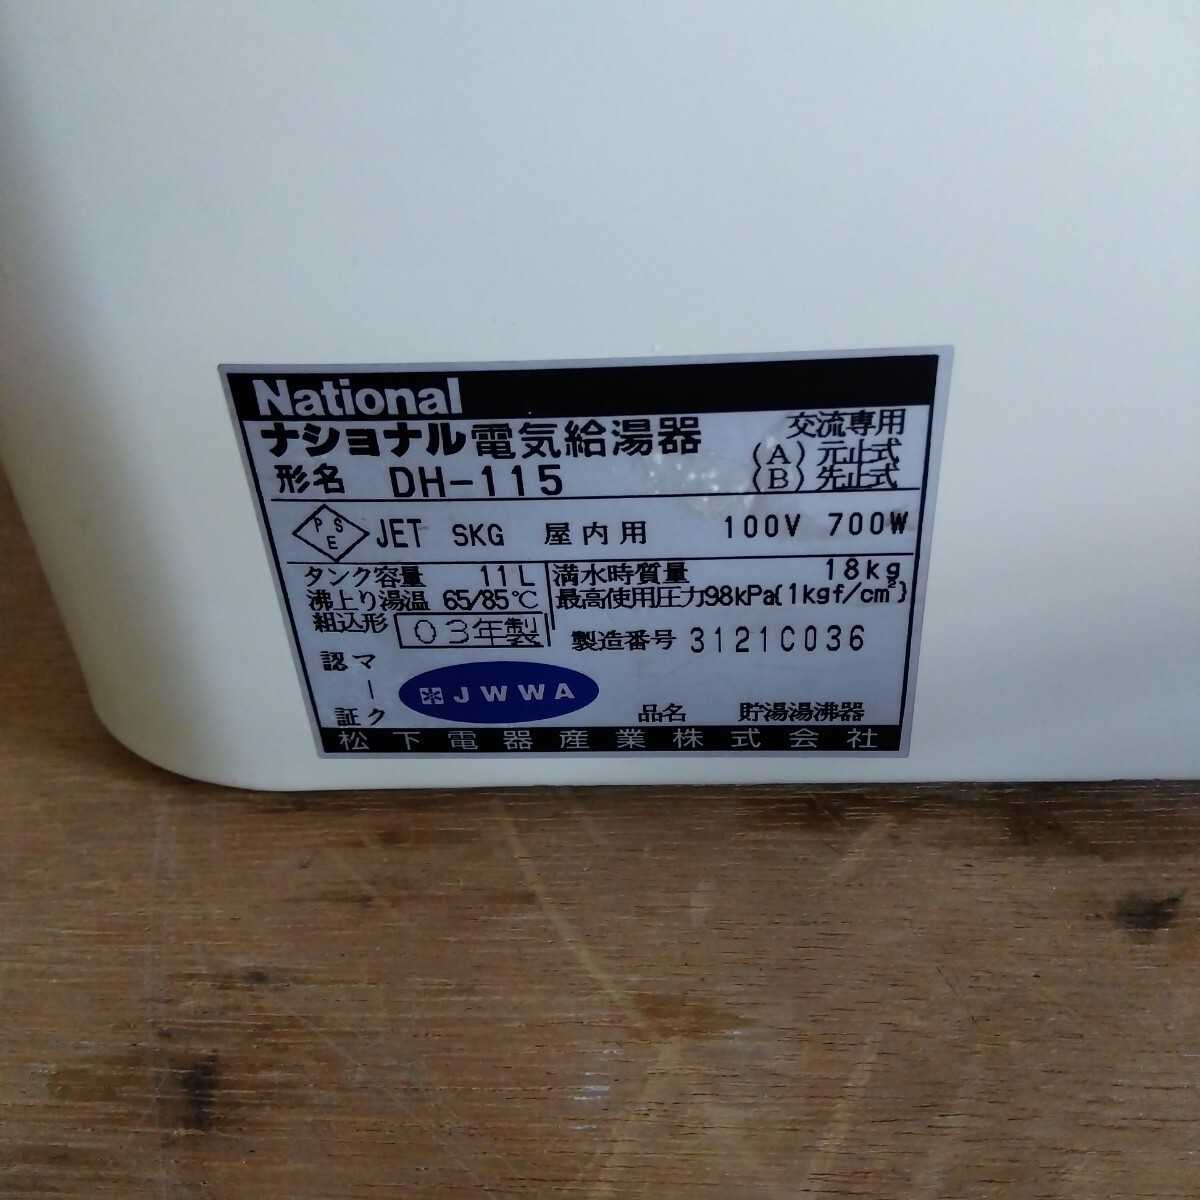 National
ナショナル電気給湯器 交流専用
形名 DH-115 (A) 元止式
(B) 先止式
PSE JET SKG 屋内用 100V 700W
タンク容量 11L 満水時質量 18kg
沸上り湯温 65/85℃ 最高使用圧力98kPa{1kgf/cm²}
組込形 03年製 製造番号 3121C036
認証マーク JWWA 品名 貯湯湯沸器
松下電器産業株式会社